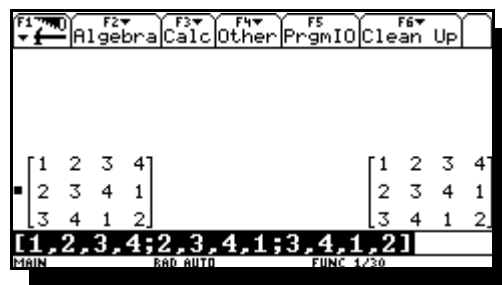 F1 F2▼ F3▼ F4▼ F5 F6▼
Algebra Calc Other PrgmIO Clean Up
[1 2 3 4] [1 2 3 4]
▪ [2 3 4 1] [2 3 4 1]
[3 4 1 2] [3 4 1 2]
[1,2,3,4;2,3,4,1;3,4,1,2]
MAIN RAD AUTO FUNC 1/30